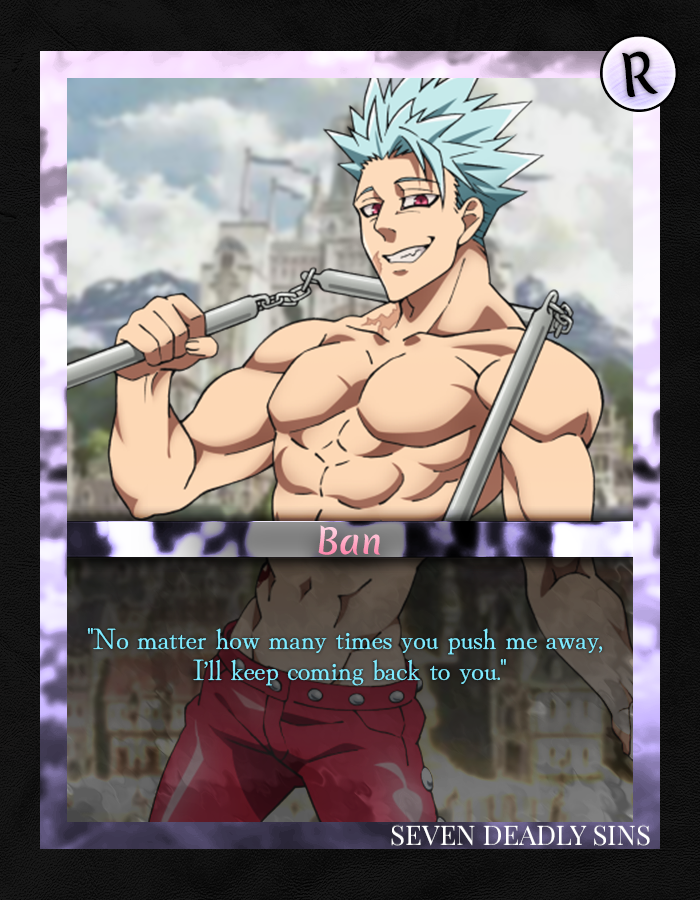 R
Ban
"No matter how many times you push me away,
I'll keep coming back to you."
SEVEN DEADLY SINS